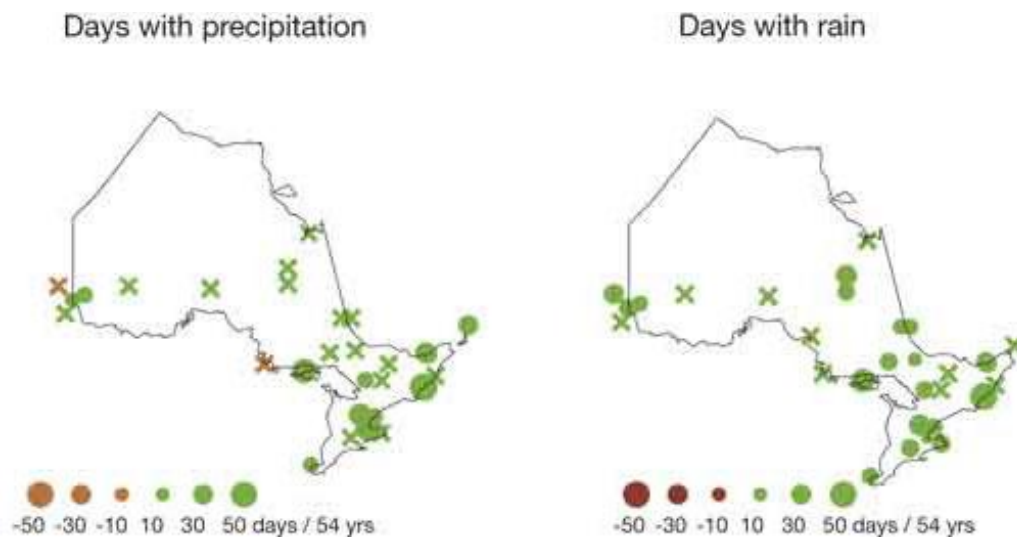 Days with precipitation
Days with rain
-50 -30 -10 10 30 50 days / 54 yrs
-50 -30 -10 10 30 50 days / 54 yrs